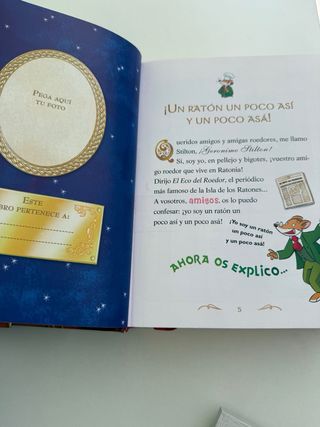 PEGA AQUÍ
TU FOTO
ESTE
BRO PERTENECE A:
¡UN RATÓN UN POCO ASÍ
Y UN POCO ASÁ!
Queridos amigos y amigas roedores, me llamo
Stilton, ¡Geronimo Stilton!
Sí, soy yo, en pellejo y bigotes, ¡vuestro ami-
go roedor que vive en Ratonia!
Dirijo El Eco del Roedor, el periódico
más famoso de la Isla de los Ratones...
A vosotros, amigos, os lo puedo
confesar: ¡yo soy un ratón un
poco así y un poco asá!
¡Yo soy un ratón
un poco así
y un poco asá!
AHORA OS EXPLICO...
5